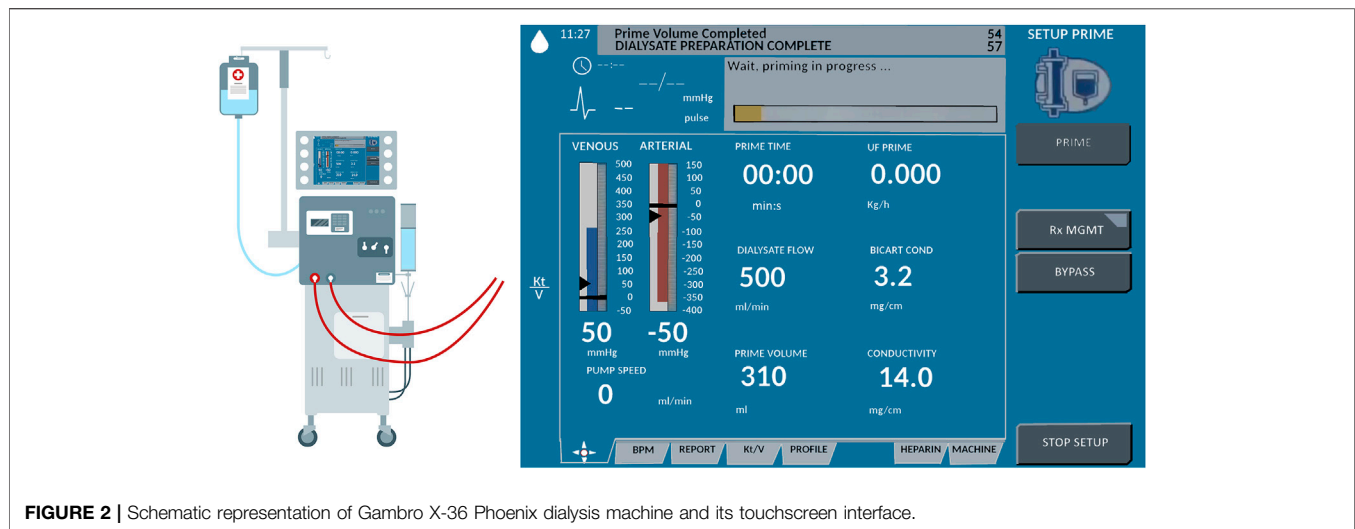 11:27
Prime Volume Completed 54
DIALYSATE PREPARATION COMPLETE 57
SETUP PRIME
--:--
--/--
mmHg
--
pulse
Wait, priming in progress ...
PRIME
Rx MGMT
BYPASS
STOP SETUP
Kt
V
VENOUS ARTERIAL
500
450
400
350
300
250
200
150
100
50
0
-50
150
100
50
0
-50
-100
-150
-200
-250
-300
-350
-400
50 -50
mmHg mmHg
PUMP SPEED
0 ml/min
PRIME TIME UF PRIME
00:00 0.000
min:s Kg/h
DIALYSATE FLOW BICART COND
500 3.2
ml/min mg/cm
PRIME VOLUME CONDUCTIVITY
310 14.0
ml mg/cm
BPM REPORT Kt/V PROFILE HEPARIN MACHINE
FIGURE 2 | Schematic representation of Gambro X-36 Phoenix dialysis machine and its touchscreen interface.